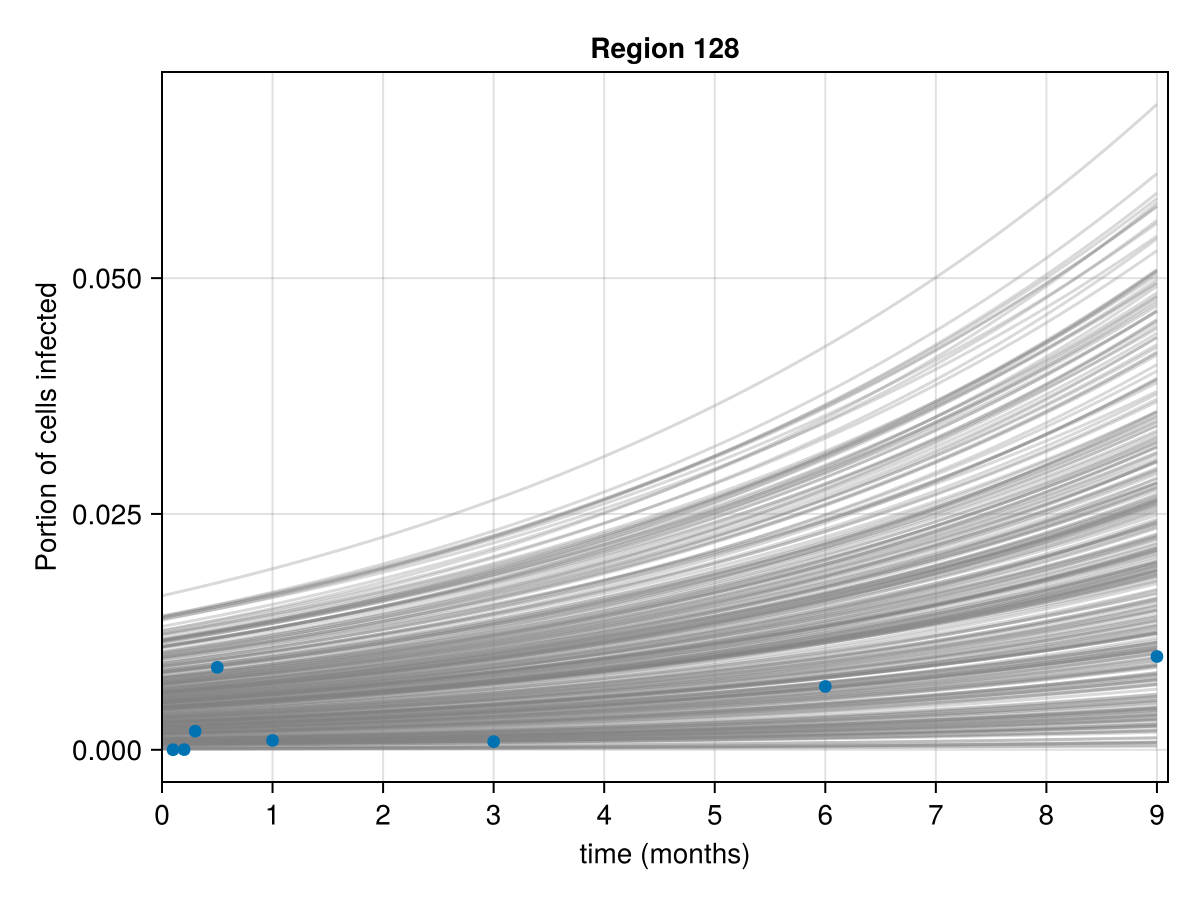 Region 128
Portion of cells infected
0.050
0.025
0.000
0 1 2 3 4 5 6 7 8 9
time (months)